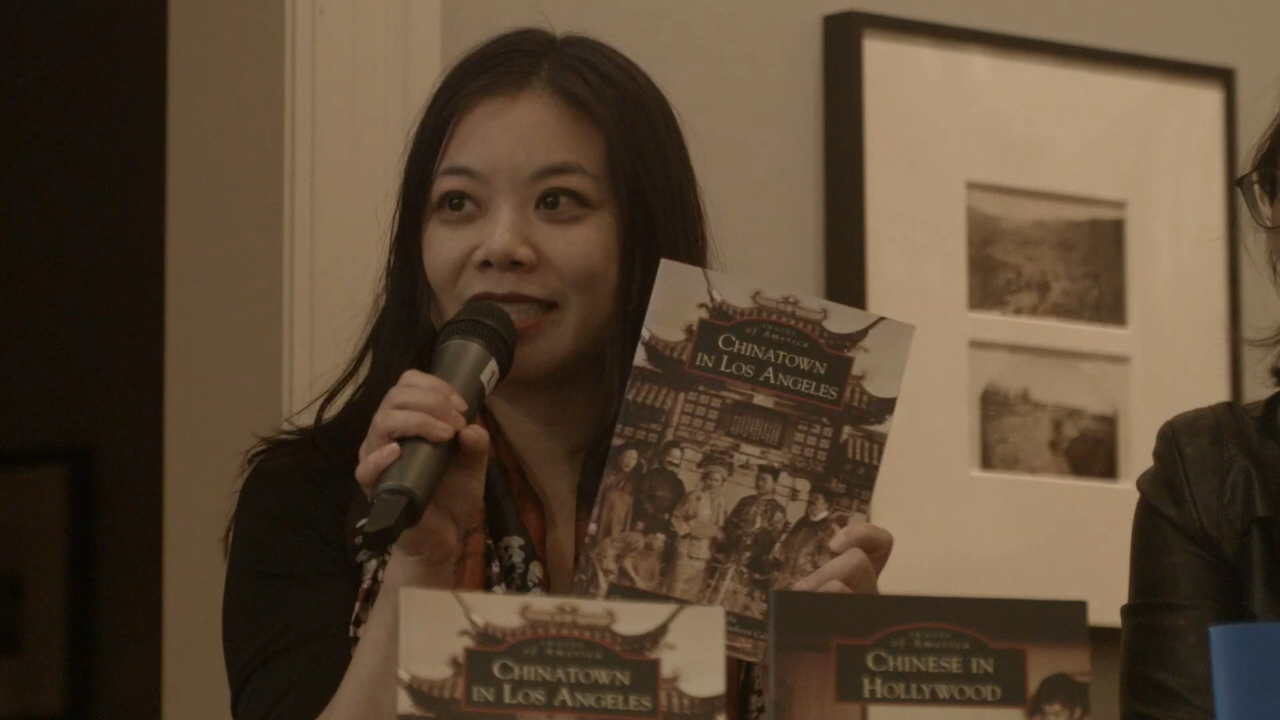 IMAGES
of America
CHINATOWN
IN LOS ANGELES
IMAGES
of America
CHINATOWN
IN LOS ANGELES
IMAGES
of America
CHINESE IN
HOLLYWOOD